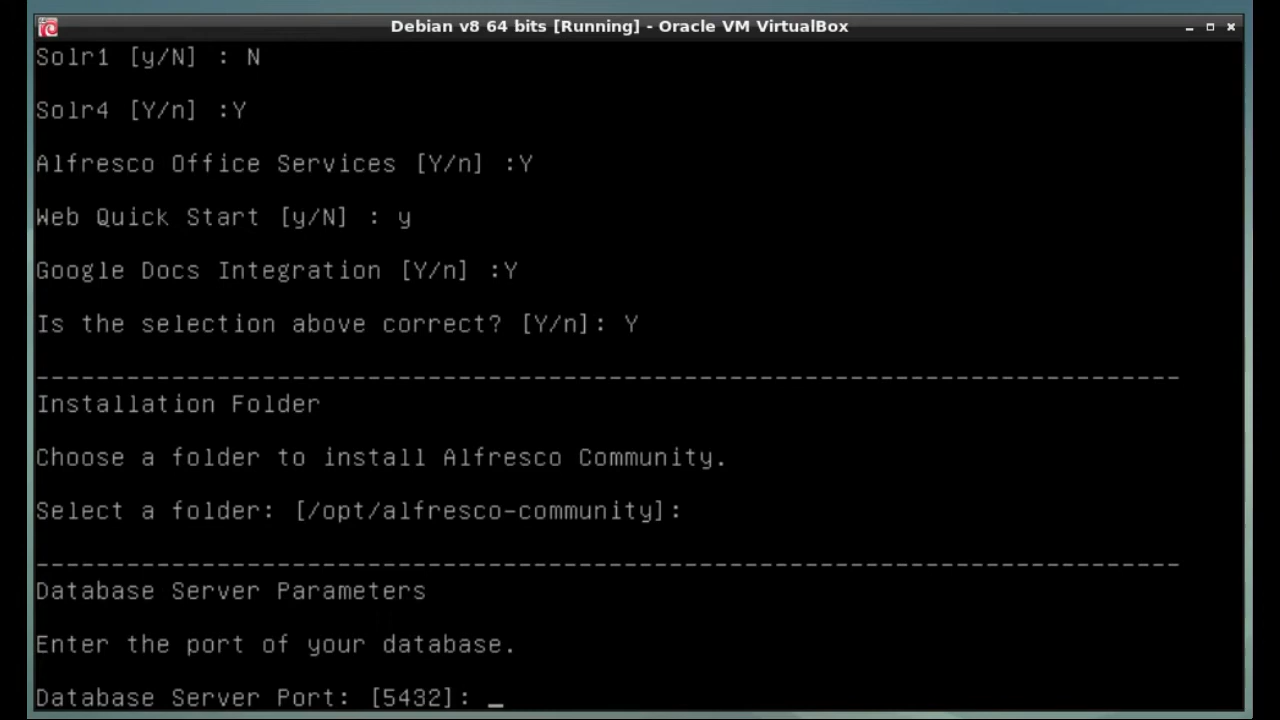 Debian v8 64 bits [Running] - Oracle VM VirtualBox
Solr1 [y/N] : N
Solr4 [Y/n] :Y
Alfresco Office Services [Y/n] :Y
Web Quick Start [y/N] : y
Google Docs Integration [Y/n] :Y
Is the selection above correct? [Y/n]: Y
----------------------------------------------------------------------------
Installation Folder
Choose a folder to install Alfresco Community.
Select a folder: [/opt/alfresco-community]:
----------------------------------------------------------------------------
Database Server Parameters
Enter the port of your database.
Database Server Port: [5432]: _